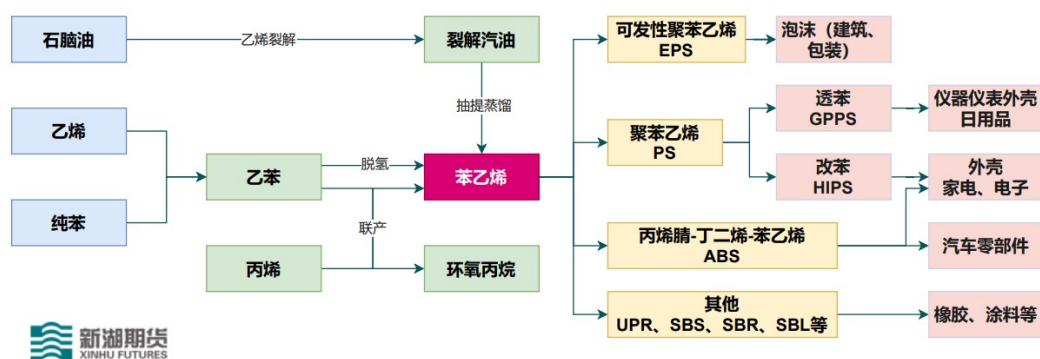 石脑油
乙烯裂解
裂解汽油
可发性聚苯乙烯
EPS
泡沫（建筑、
包装）
抽提蒸馏
乙烯
纯苯
乙苯
脱氢
联产
苯乙烯
聚苯乙烯
PS
透苯
GPPS
仪器仪表外壳
日用品
改苯
HIPS
外壳
家电、电子
丙烯
环氧丙烷
丙烯腈-丁二烯-苯乙烯
ABS
汽车零部件
其他
UPR、SBS、SBR、SBL等
橡胶、涂料等
新湖期货
XINHU FUTURES